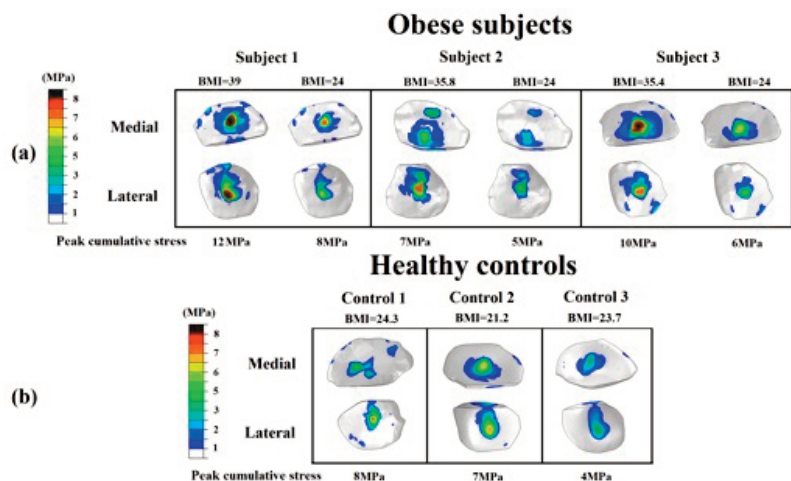 Obese subjects
Subject 1 Subject 2 Subject 3
(MPa) BMI=39 BMI=24 BMI=35.8 BMI=24 BMI=35.4 BMI=24
8
7
6
5
4
3
2
1
Medial
(a)
Lateral
Peak cumulative stress 12MPa 8MPa 7MPa 5MPa 10MPa 6MPa
Healthy controls
Control 1 Control 2 Control 3
(MPa) BMI=24.3 BMI=21.2 BMI=23.7
8
7
6
5
4
3
2
1
Medial
(b)
Lateral
Peak cumulative stress 8MPa 7MPa 4MPa